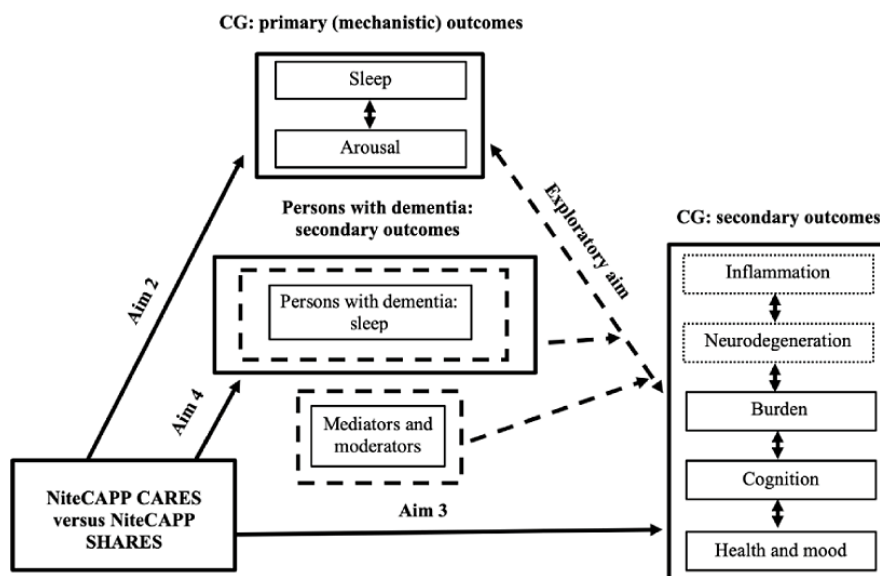 CG: primary (mechanistic) outcomes
Sleep
Arousal
Persons with dementia:
secondary outcomes
Exploratory aim
CG: secondary outcomes
Aim 2
Persons with dementia:
sleep
Inflammation
Neurodegeneration
Aim 4
Mediators and
moderators
Burden
Cognition
NiteCAPP CARES
versus NiteCAPP
SHARES
Aim 3
Health and mood